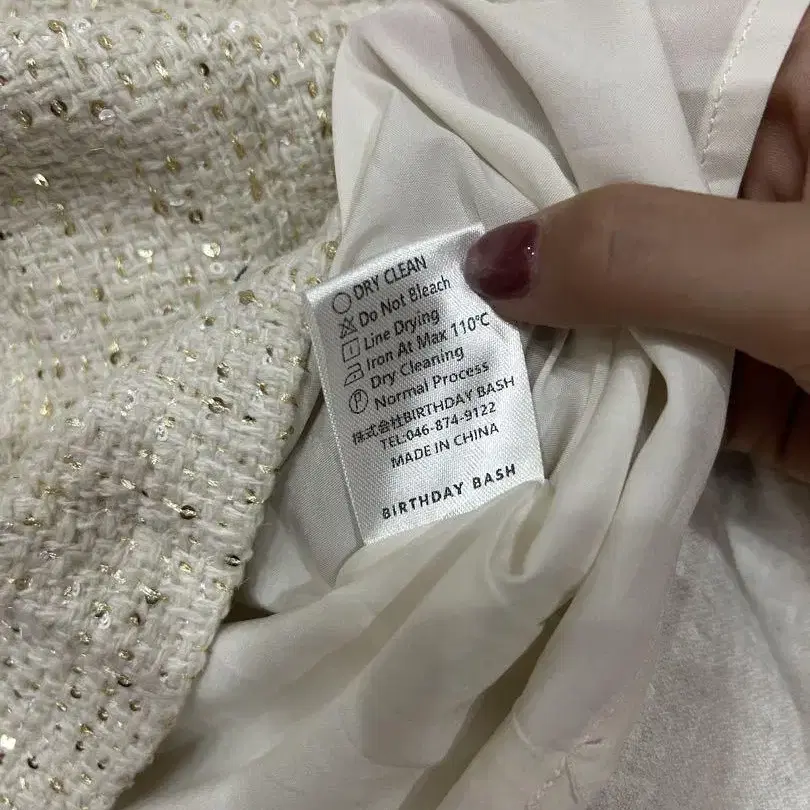 DRY CLEAN
Do Not Bleach
Line Drying
Iron At Max 110°C
Dry Cleaning
Normal Process
株式会社BIRTHDAY BASH
TEL:046-874-9122
MADE IN CHINA
BIRTHDAY BASH